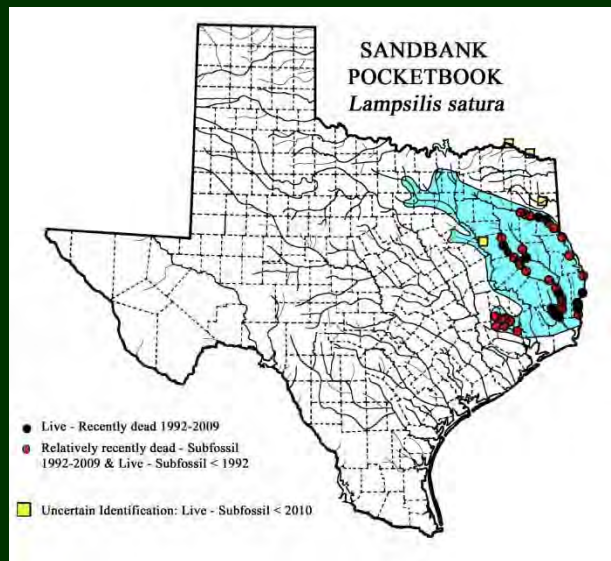 SANDBANK
POCKETBOOK
Lampsilis satura
Live - Recently dead 1992-2009
Relatively recently dead - Subfossil
1992-2009 & Live - Subfossil < 1992
Uncertain Identification: Live - Subfossil < 2010